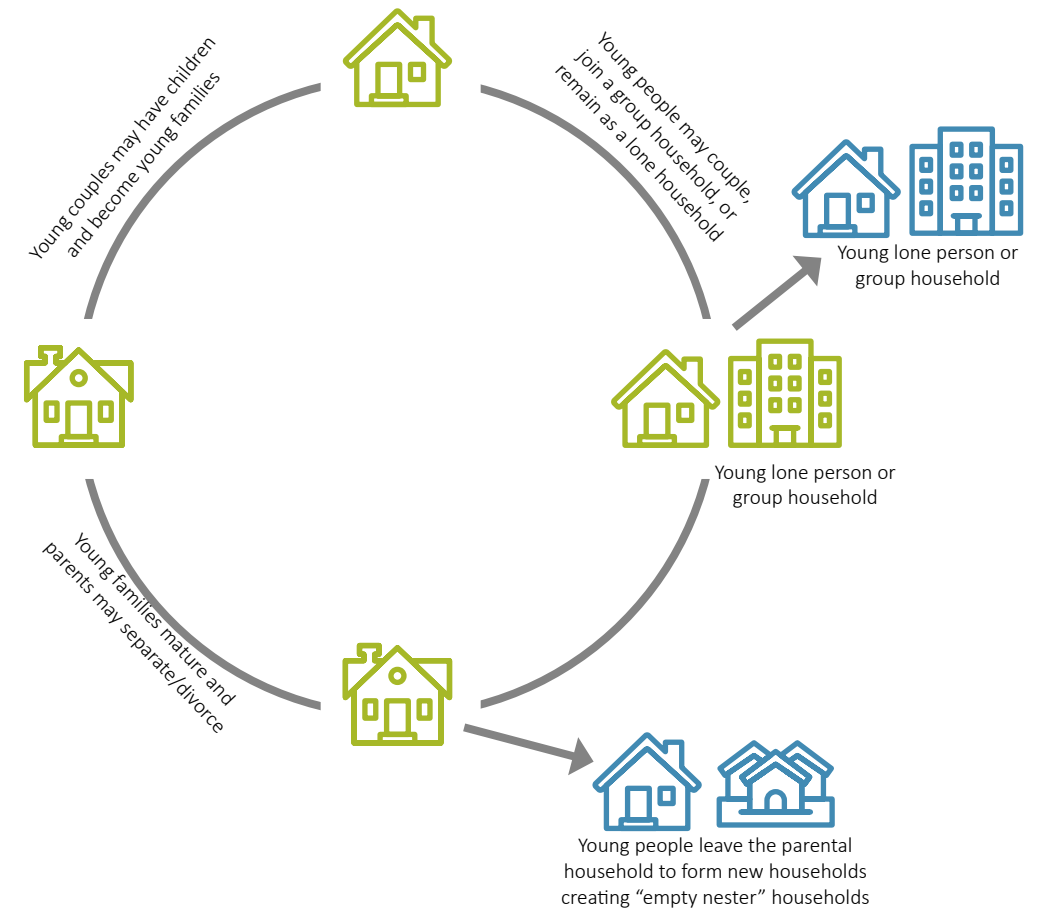 Young couples may have children
and become young families
Young people may couple,
join a group household, or
remain as a lone household
Young lone person or
group household
Young lone person or
group household
Young families mature and
parents may separate/divorce
Young people leave the parental
household to form new households
creating “empty nester” households